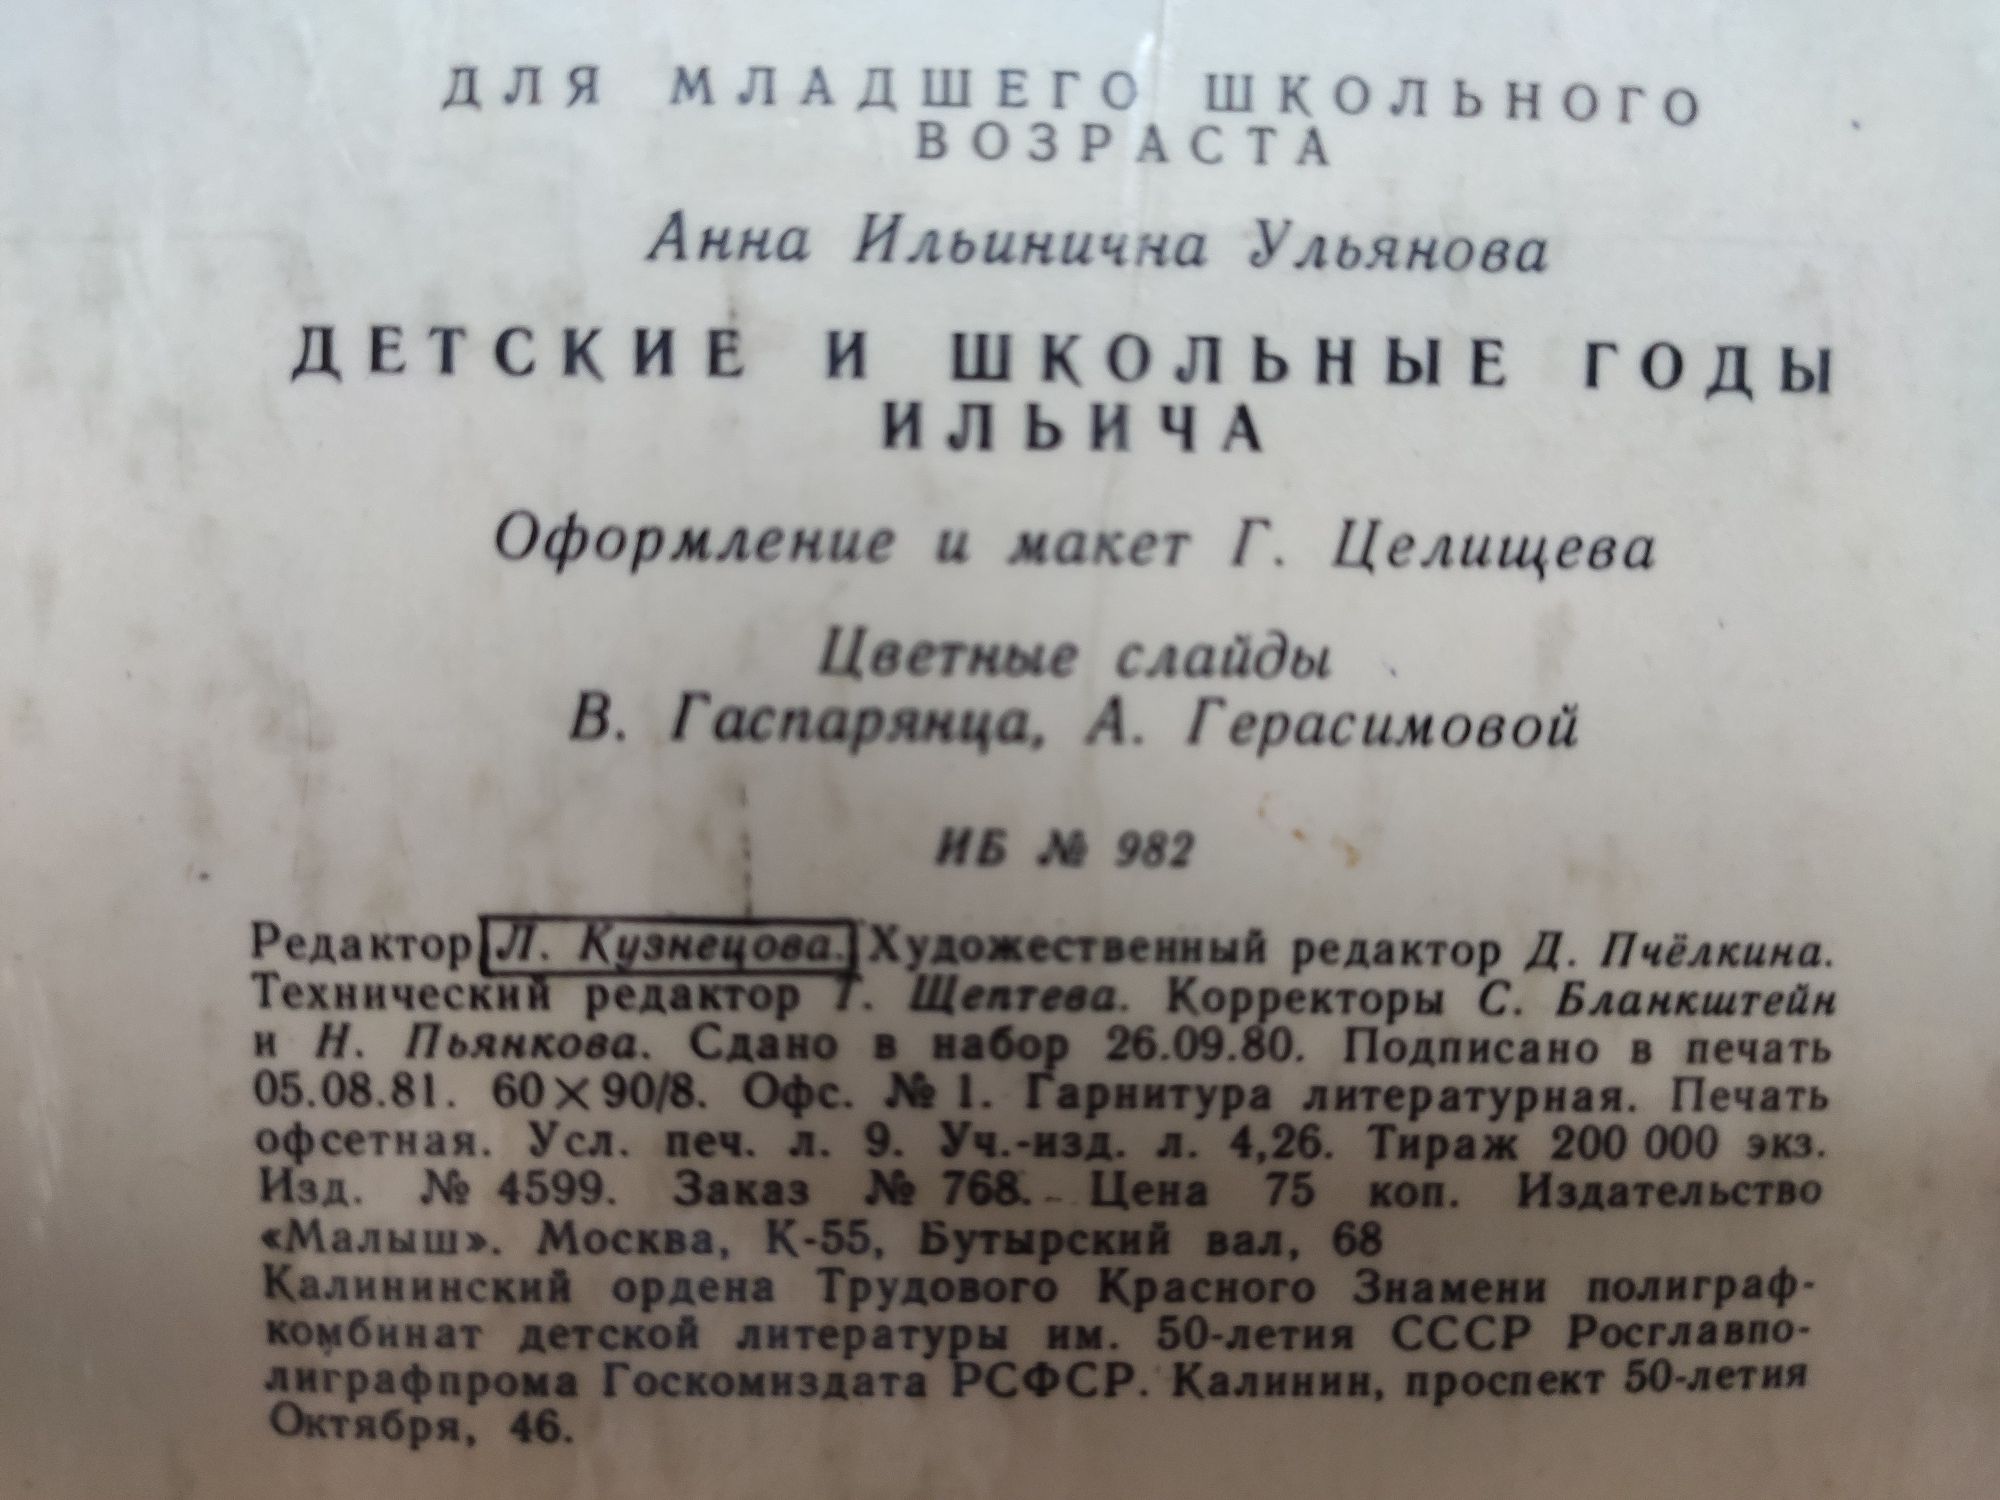 ДЛЯ МЛАДШЕГО ШКОЛЬНОГО
ВОЗРАСТА
Анна Ильинична Ульянова
ДЕТСКИЕ И ШКОЛЬНЫЕ ГОДЫ
ИЛЬИЧА
Оформление и макет Г. Целищева
Цветные слайды
В. Гаспарянца, А. Герасимовой
ИБ № 982
Редактор Л. Кузнецова. Художественный редактор Д. Пчёлкина.
Технический редактор Т. Щептева. Корректоры С. Бланкштейн
и Н. Пьянкова. Сдано в набор 26.09.80. Подписано в печать
05.08.81. 60×90/8. Офс. № 1. Гарнитура литературная. Печать
офсетная. Усл. печ. л. 9. Уч.-изд. л. 4,26. Тираж 200 000 экз.
Изд. № 4599. Заказ № 768. Цена 75 коп. Издательство
«Малыш». Москва, К-55, Бутырский вал, 68
Калининский ордена Трудового Красного Знамени полиграф-
комбинат детской литературы им. 50-летия СССР Росглавпо-
лиграфпрома Госкомиздата РСФСР. Калинин, проспект 50-летия
Октября, 46.